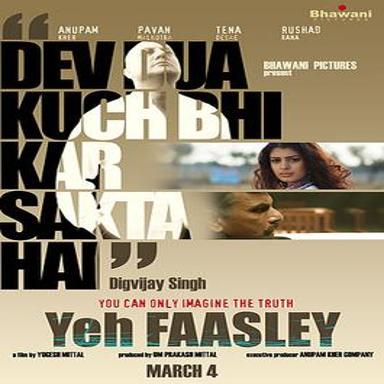 Bhawani
PICTURES
ANUPAM PAVAN TENA RUSHAD
KHER MALHOTRA DESAE RANA
BHAWANI PICTURES
present
“
DEV DUA
KUCH BHI
KAR
SAKTA
HAI ”
Digvijay Singh
YOU CAN ONLY IMAGINE THE TRUTH
Yeh FAASLEY
a film by YOGESH MITTAL produced by OM PRAKASH MITTAL executive producer ANUPAM KHER COMPANY
MARCH 4